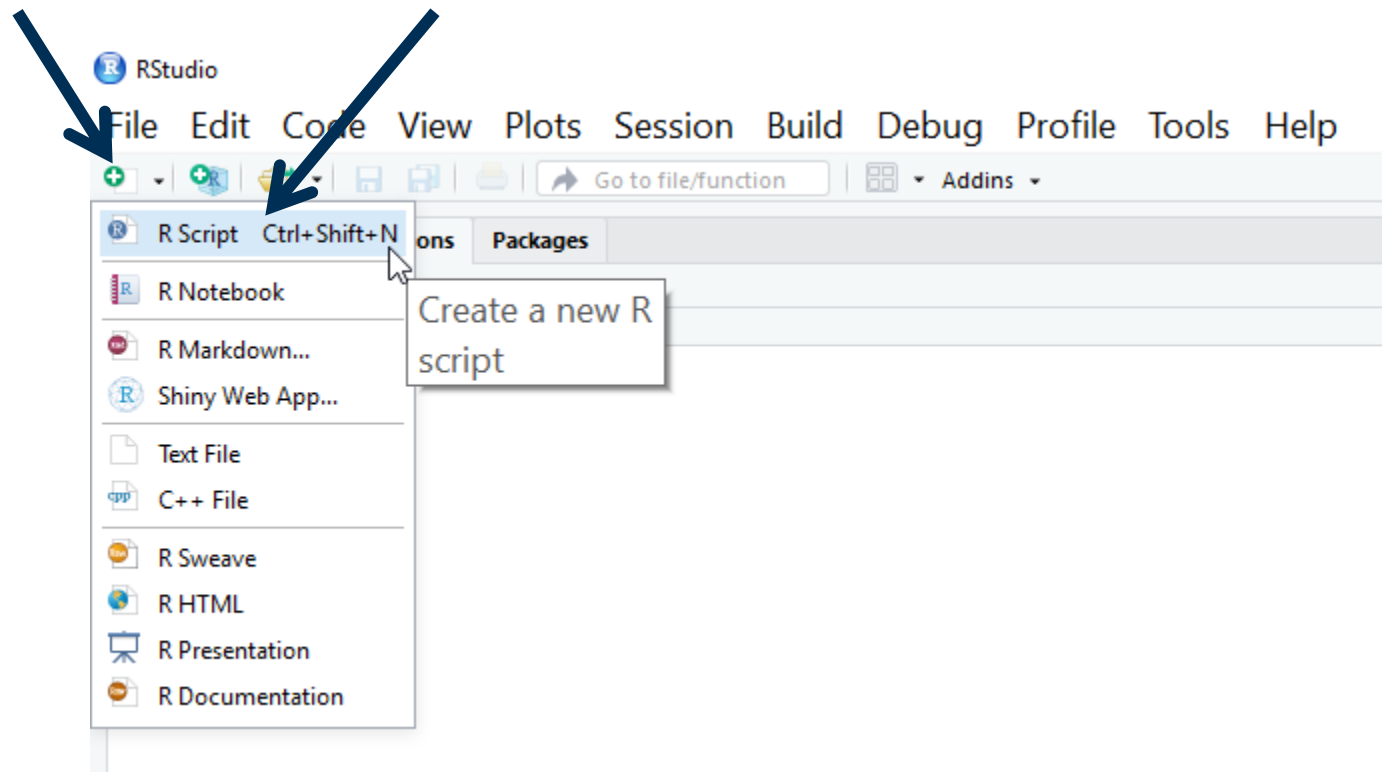 RStudio
File Edit Code View Plots Session Build Debug Profile Tools Help
Go to file/function Addins
R Script Ctrl+Shift+N
ons Packages
R Notebook
Create a new R
script
R Markdown...
Shiny Web App...
Text File
C++ File
R Sweave
R HTML
R Presentation
R Documentation